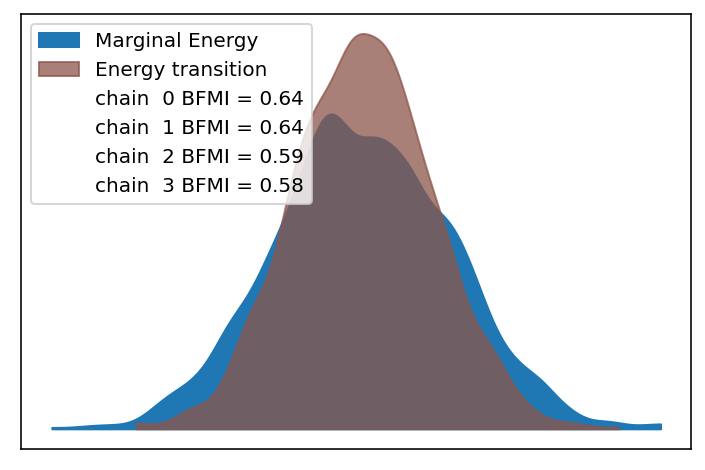 Marginal Energy
Energy transition
chain  0 BFMI = 0.64
chain  1 BFMI = 0.64
chain  2 BFMI = 0.59
chain  3 BFMI = 0.58